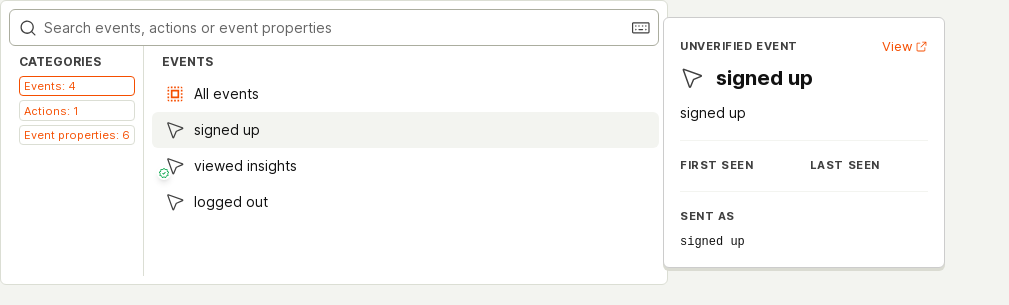 Search events, actions or event properties
CATEGORIES
Events: 4
Actions: 1
Event properties: 6
EVENTS
All events
signed up
viewed insights
logged out
UNVERIFIED EVENT
View
signed up
signed up
FIRST SEEN
LAST SEEN
SENT AS
signed up